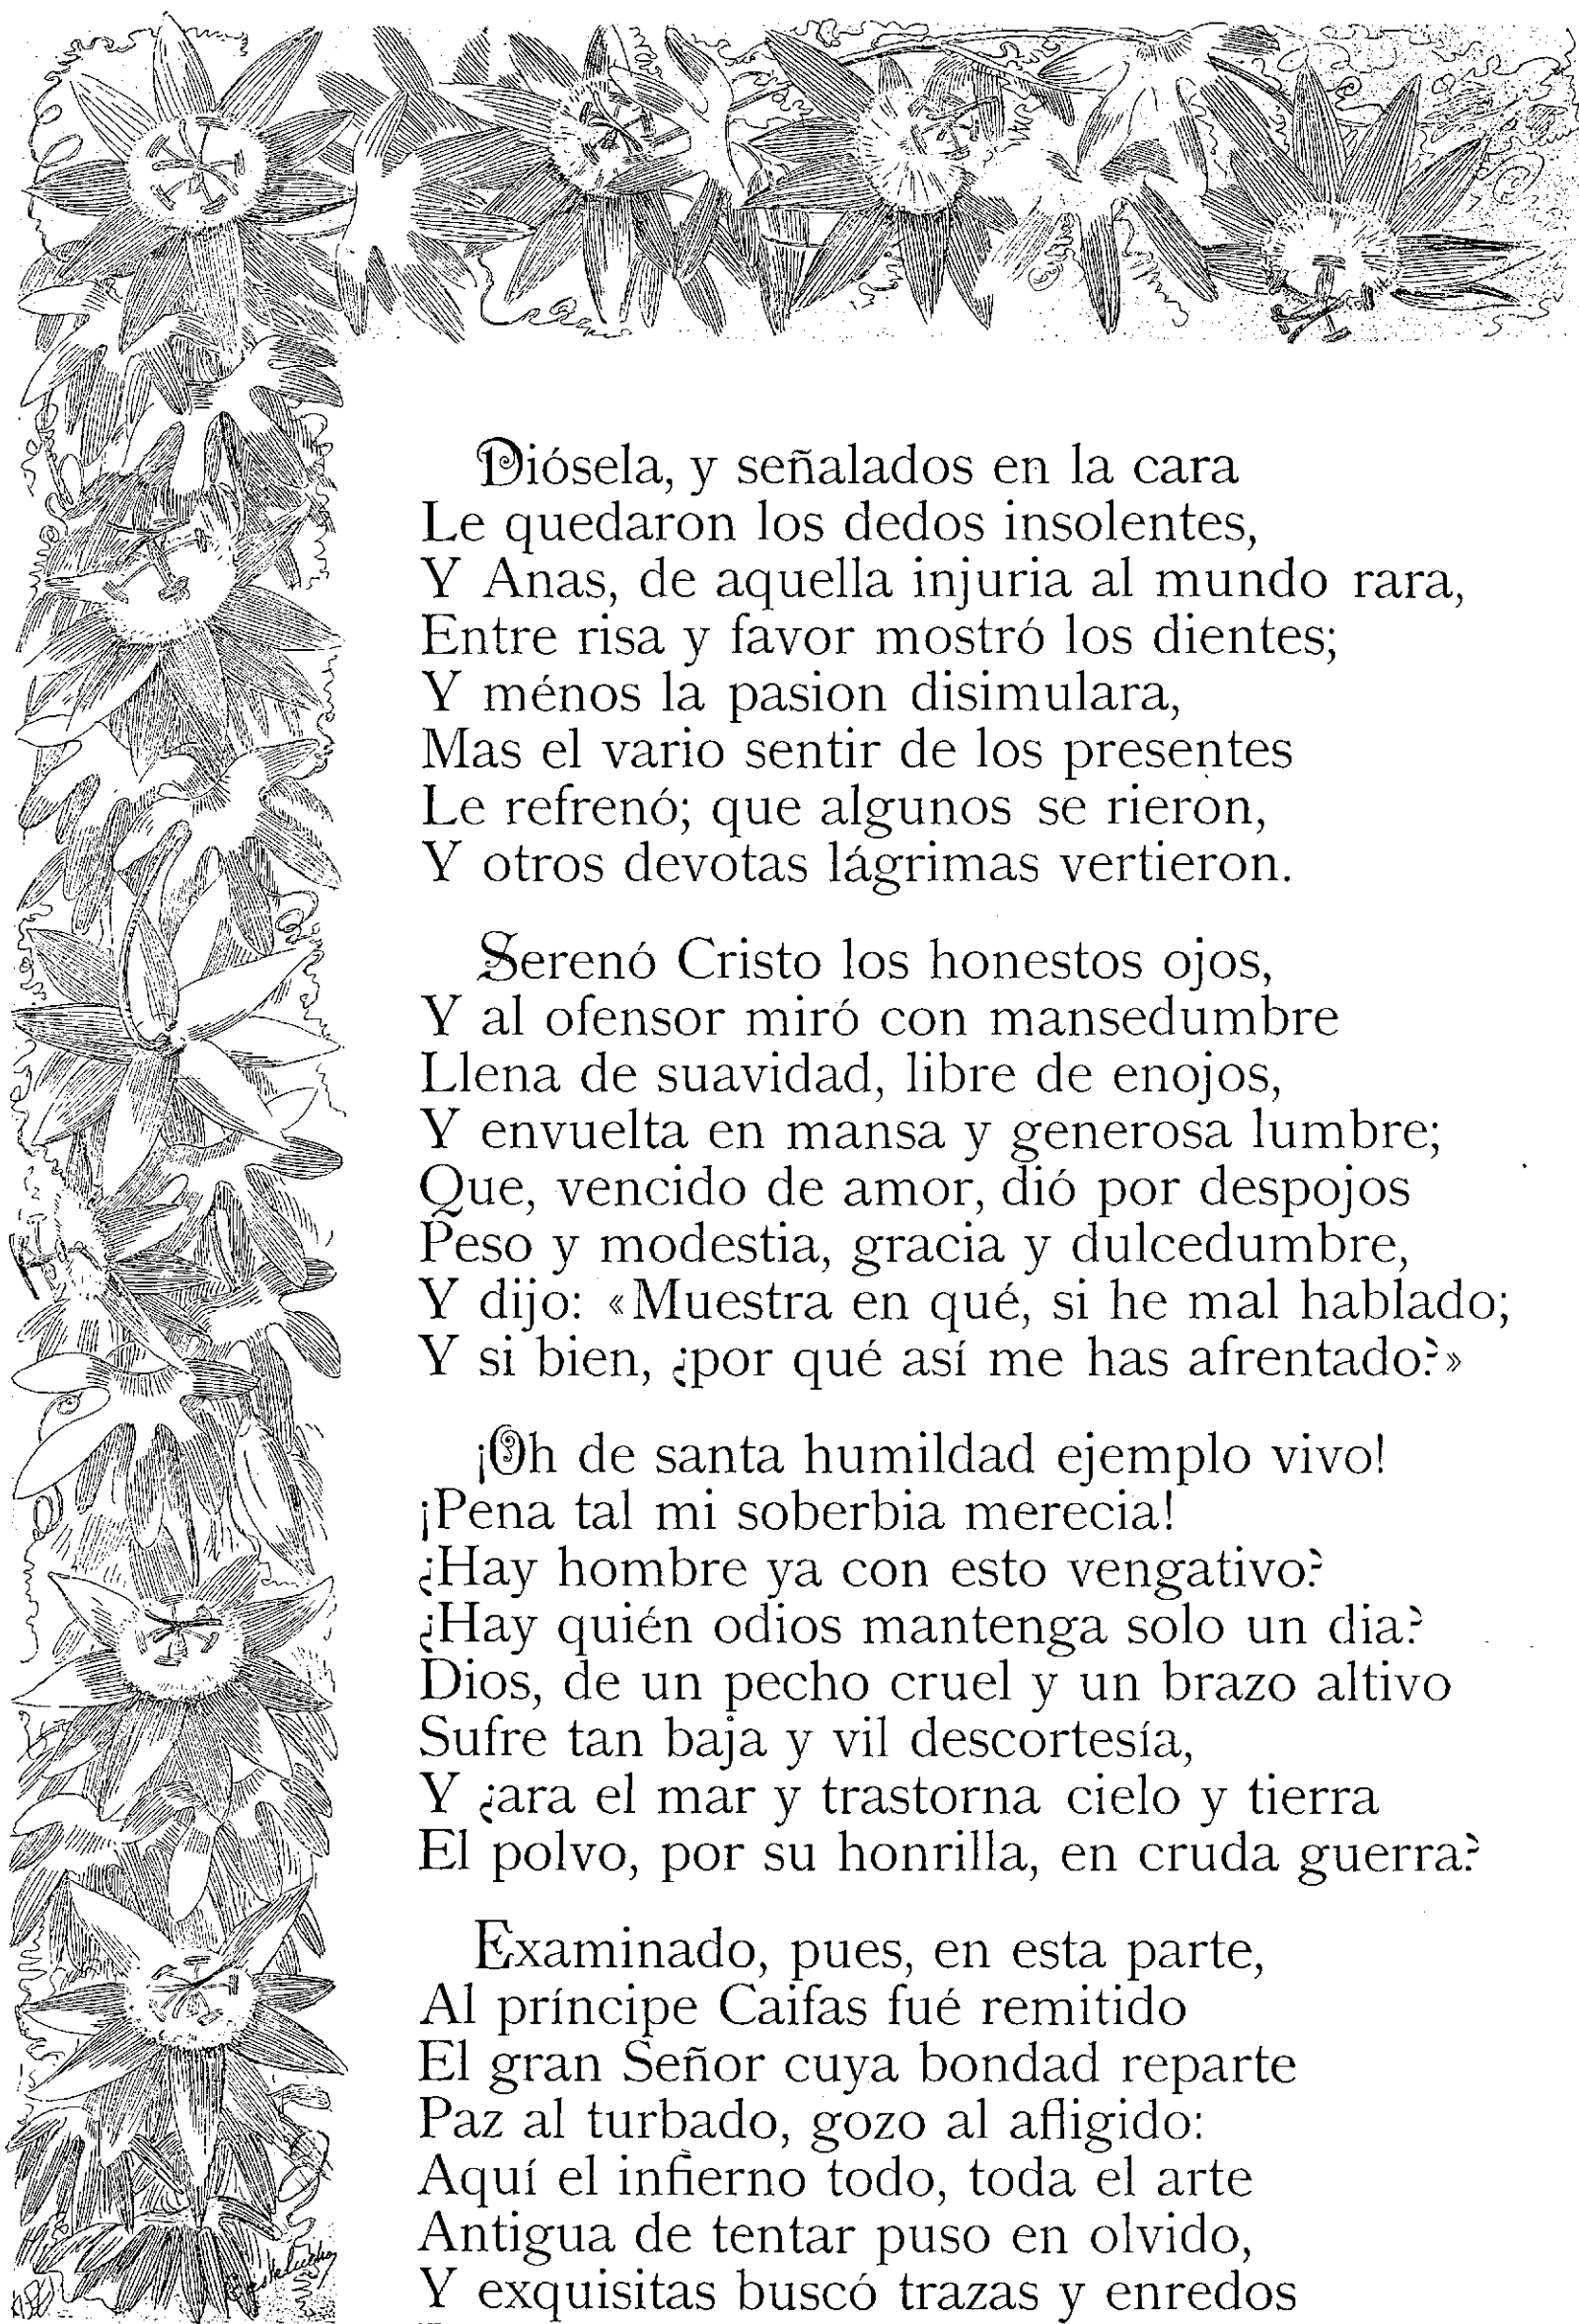 Diósela, y señalados en la cara
Le quedaron los dedos insolentes,
Y Anas, de aquella injuria al mundo rara,
Entre risa y favor mostró los dientes;
Y ménos la pasion disimulara,
Mas el vario sentir de los presentes
Le refrenó; que algunos se rieron,
Y otros devotas lágrimas vertieron.
Serenó Cristo los honestos ojos,
Y al ofensor miró con mansedumbre
Llena de suavidad, libre de enojos,
Y envuelta en mansa y generosa lumbre;
Que, vencido de amor, dió por despojos
Peso y modestia, gracia y dulcedumbre,
Y dijo: «Muestra en qué, si he mal hablado;
Y si bien, ¿por qué así me has afrentado?»
¡Oh de santa humildad ejemplo vivo!
¡Pena tal mi soberbia merecia!
¿Hay hombre ya con esto vengativo?
¿Hay quién odios mantenga solo un dia?
Dios, de un pecho cruel y un brazo altivo
Sufre tan baja y vil descortesía,
Y ¿ara el mar y trastorna cielo y tierra
El polvo, por su honrilla, en cruda guerra?
Examinado, pues, en esta parte,
Al príncipe Caifas fué remitido
El gran Señor cuya bondad reparte
Paz al turbado, gozo al afligido:
Aquí el infierno todo, toda el arte
Antigua de tentar puso en olvido,
Y exquisitas buscó trazas y enredos